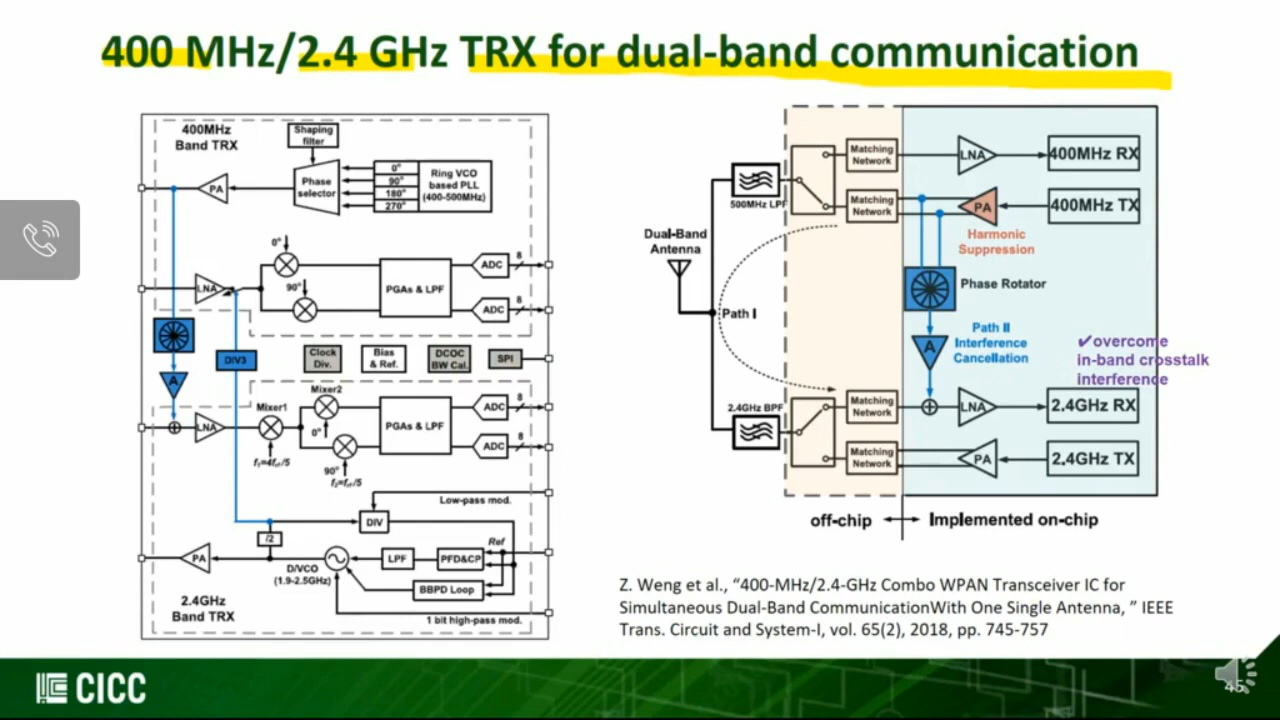 400 MHz/2.4 GHz TRX for dual-band communication
400MHz
Band TRX
Shaping
filter
PA
Phase
selector
0°
90°
180°
270°
Ring VCO
based PLL
(400-500MHz)
LNA
0°
90°
PGAs & LPF
ADC
8
ADC
8
DIV3
Clock
Div.
Bias
& Ref.
DCOC
BW Cal.
SPI
A
LNA
Mixer1
Mixer2
0°
90°
PGAs & LPF
ADC
8
ADC
8
Low-pass mod.
DIV
/2
Ref
PA
D/VCO
(1.9-2.5GHz)
LPF
PFD&CP
BBPD Loop
1 bit high-pass mod.
2.4GHz
Band TRX
Dual-Band
Antenna
500MHz LPF
Matching
Network
LNA
400MHz RX
Matching
Network
PA
400MHz TX
Harmonic
Suppression
Phase Rotator
Path I
A
Path II
Interference
Cancellation
✔overcome
in-band crosstalk
interference
2.4GHz BPF
Matching
Network
LNA
2.4GHz RX
Matching
Network
PA
2.4GHz TX
off-chip
Implemented on-chip
Z. Weng et al., “400-MHz/2.4-GHz Combo WPAN Transceiver IC for
Simultaneous Dual-Band CommunicationWith One Single Antenna, ” IEEE
Trans. Circuit and System-I, vol. 65(2), 2018, pp. 745-757
CICC
45